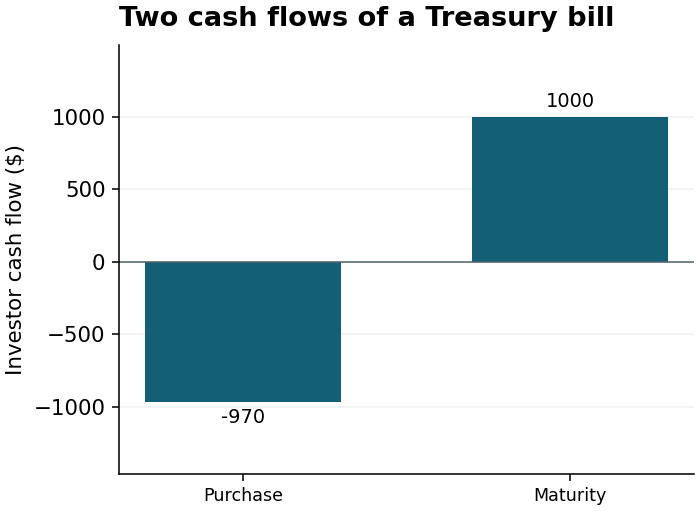 Two cash flows of a Treasury bill
Investor cash flow ($)
1000
500
0
−500
−1000
1000
-970
Purchase
Maturity